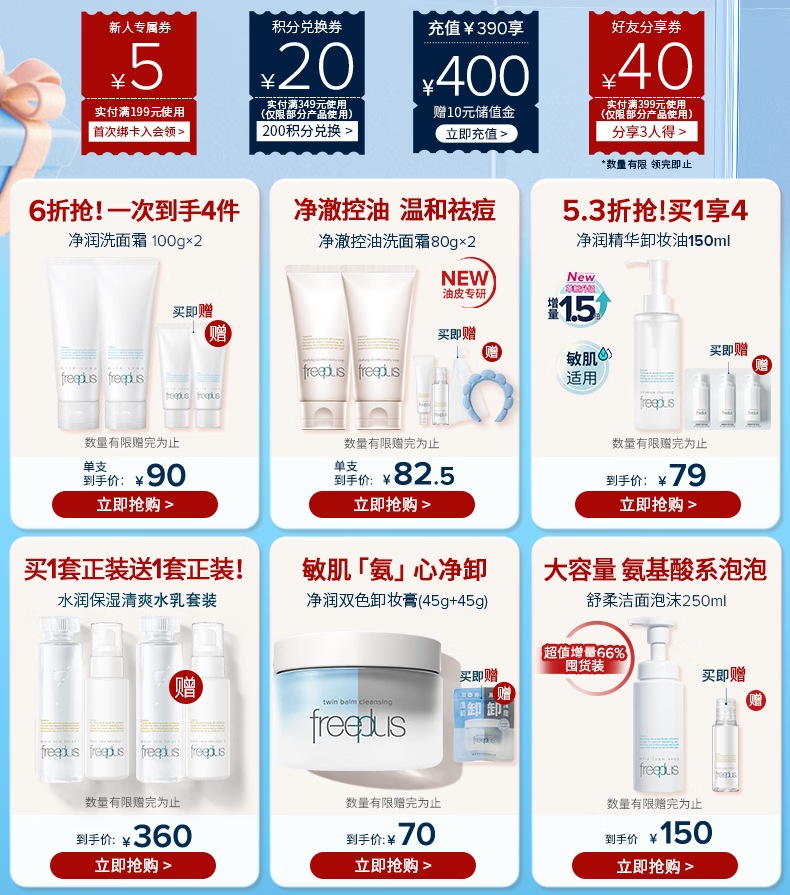 新人专属券
¥5
实付满199元使用
首次绑卡入会领>
积分兑换券
¥20
实付满349元使用
（仅限部分产品使用）
200积分兑换 >
充值¥390享
¥400
赠10元储值金
立即充值 >
好友分享券
¥40
实付满399元使用
（仅限部分产品使用）
分享3人得 >
*数量有限 领完即止
6折抢！一次到手4件
净润洗面霜 100g×2
买即赠
赠
freeplus
freeplus
freeplus
freeplus
数量有限赠完为止
单支
到手价： ¥90
立即抢购 >
净澈控油 温和祛痘
净澈控油洗面霜80g×2
NEW
油皮专研
买即赠
赠
freeplus
freeplus
数量有限赠完为止
单支
到手价： ¥82.5
立即抢购 >
5.3折抢！买1享4
净润精华卸妆油150ml
New
革新升级
增量1.5倍
敏肌
适用
买即赠
赠
freeplus
数量有限赠完为止
到手价： ¥79
立即抢购 >
买1套正装送1套正装！
水润保湿清爽水乳套装
赠
freeplus
freeplus
freeplus
freeplus
数量有限赠完为止
到手价: ¥360
立即抢购 >
敏肌「氨」心净卸
净润双色卸妆膏(45g+45g)
twin balm cleansing
freeplus
买即赠
赠
卸 卸
数量有限赠完为止
到手价:¥70
立即抢购 >
大容量 氨基酸系泡泡
舒柔洁面泡沫250ml
超值增量66%
囤货装
买即赠
赠
mild foam soap
freeplus
freeplus
数量有限赠完为止
到手价 ¥150
立即抢购 >